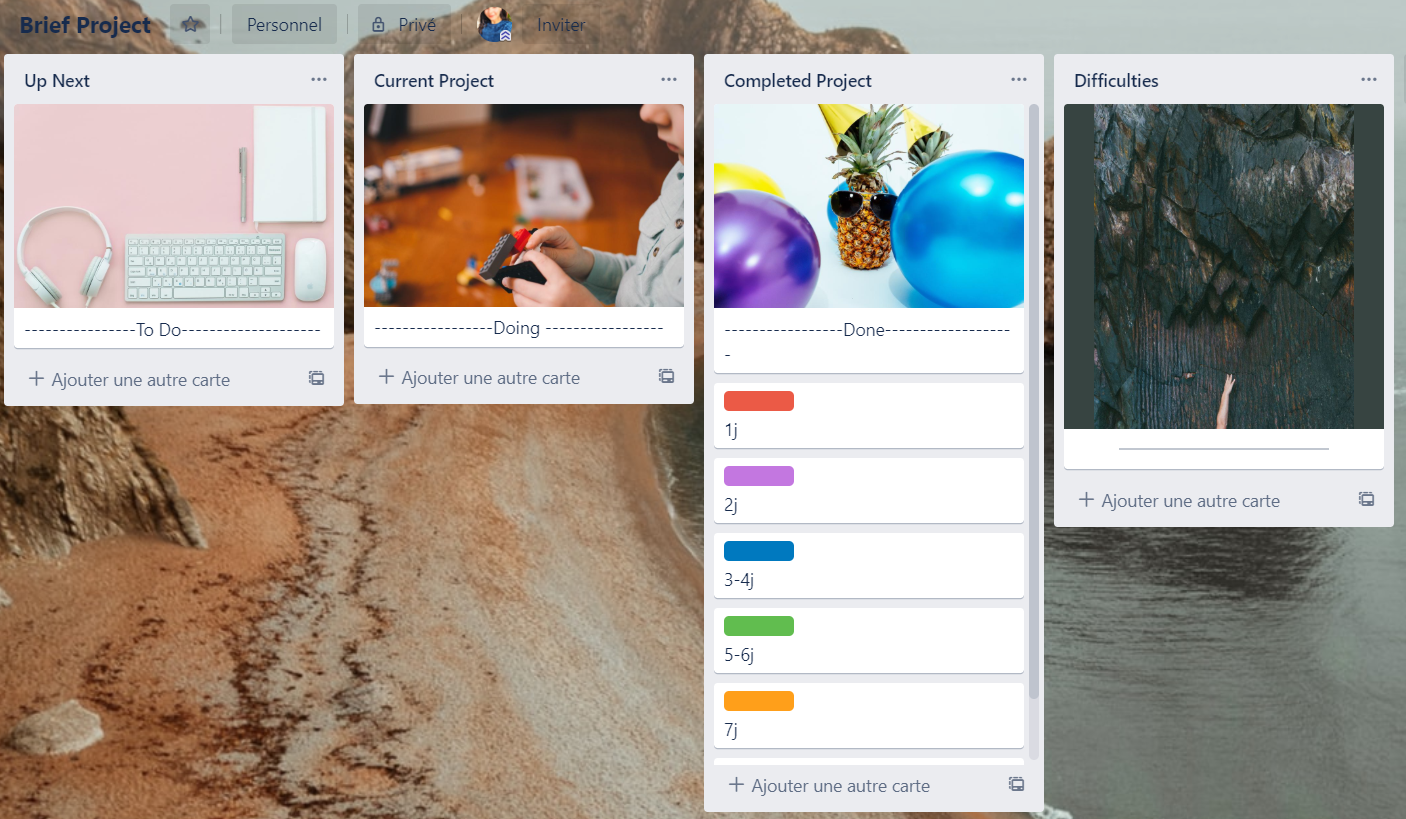 Brief Project
Personnel
Privé
Inviter
Up Next
----------------To Do--------------------
Ajouter une autre carte
Current Project
-----------------Doing -----------------
Ajouter une autre carte
Completed Project
-----------------Done------------------
-
1j
2j
3-4j
5-6j
7j
Ajouter une autre carte
Difficulties
Ajouter une autre carte